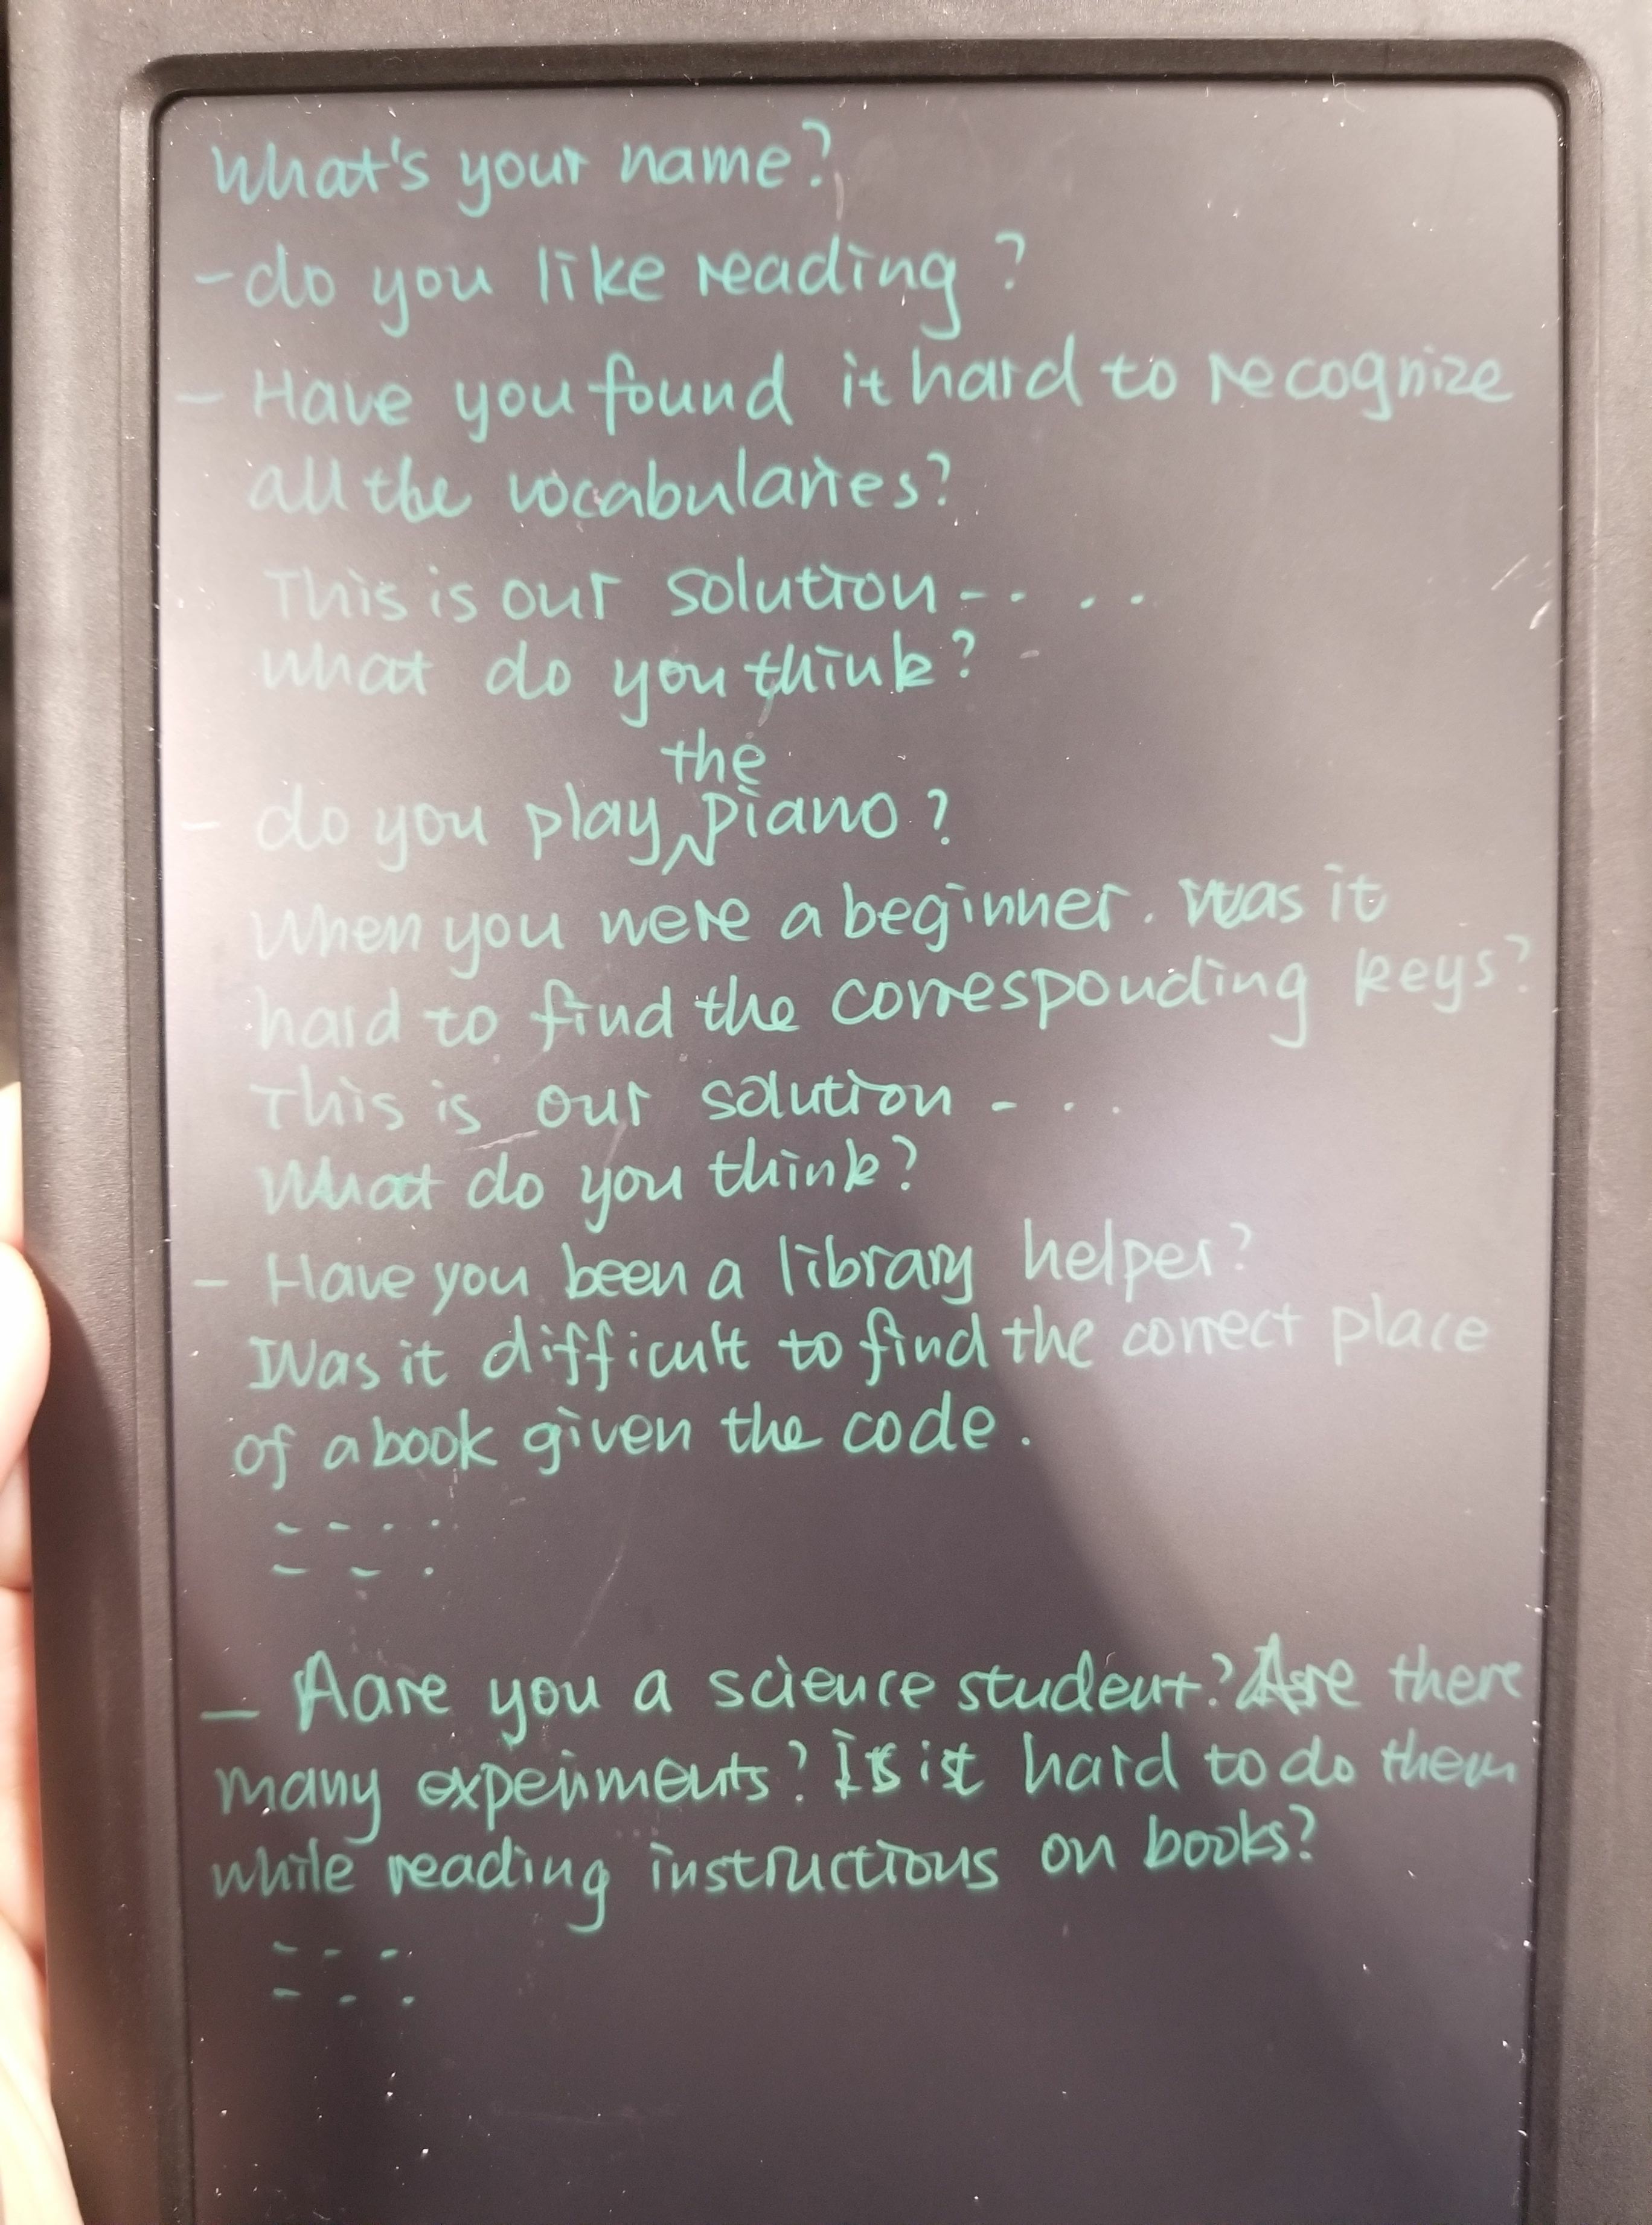 What's your name?
- do you like reading?
- Have you found it hard to recognize
all the vocabularies?
This is our solution - - . .
what do you think?
the
- do you play ^ piano?
When you were a beginner. was it
hard to find the corresponding keys?
This is our solution - . .
What do you think?
- Have you been a library helper?
Was it difficult to find the correct place
of a book given the code.
- - . .
- - .
- Aare you a science student? Are there
many experiments? Is it hard to do them
while reading instructions on books?
- - -
- - .